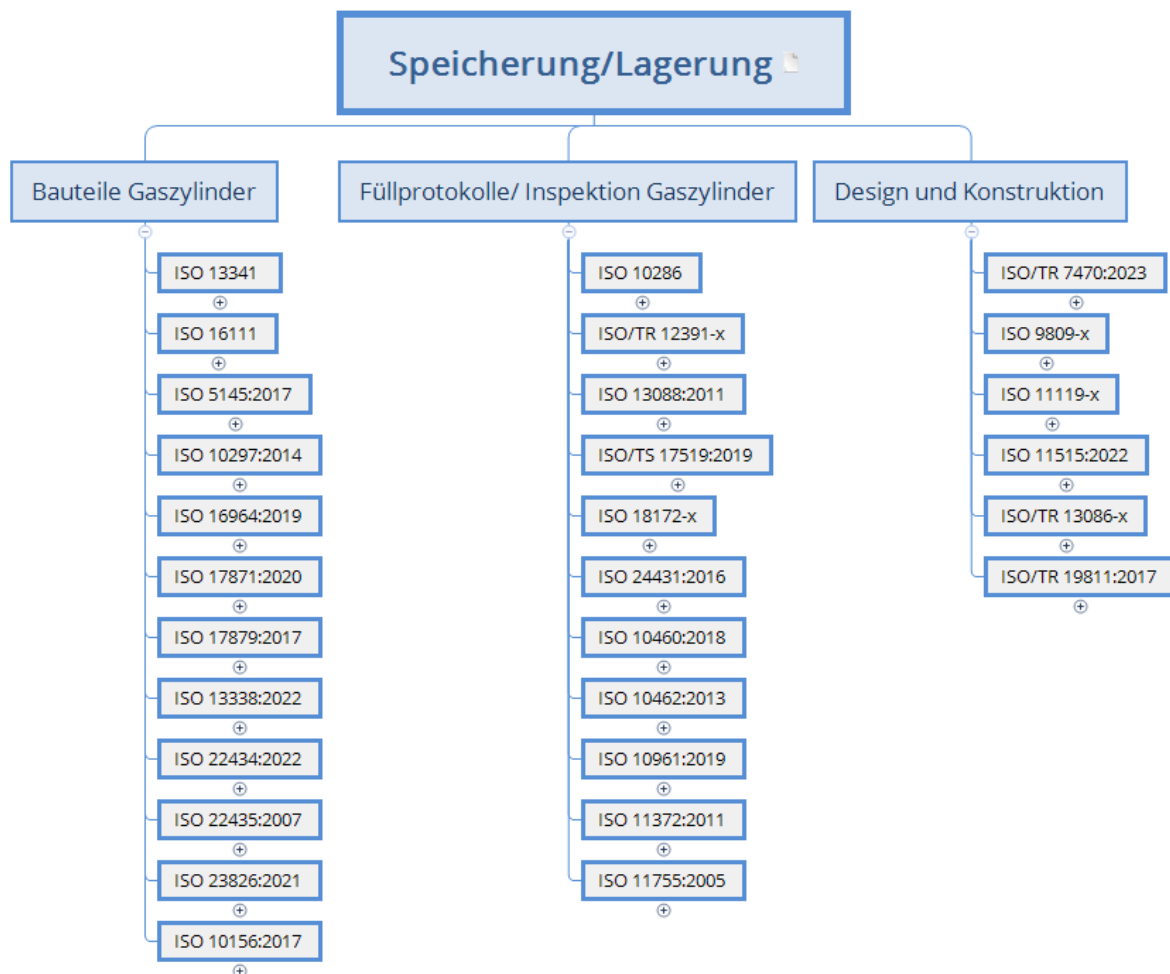 Speicherung/Lagerung
Bauteile Gaszylinder
ISO 13341
ISO 16111
ISO 5145:2017
ISO 10297:2014
ISO 16964:2019
ISO 17871:2020
ISO 17879:2017
ISO 13338:2022
ISO 22434:2022
ISO 22435:2007
ISO 23826:2021
ISO 10156:2017
Füllprotokolle/ Inspektion Gaszylinder
ISO 10286
ISO/TR 12391-x
ISO 13088:2011
ISO/TS 17519:2019
ISO 18172-x
ISO 24431:2016
ISO 10460:2018
ISO 10462:2013
ISO 10961:2019
ISO 11372:2011
ISO 11755:2005
Design und Konstruktion
ISO/TR 7470:2023
ISO 9809-x
ISO 11119-x
ISO 11515:2022
ISO/TR 13086-x
ISO/TR 19811:2017